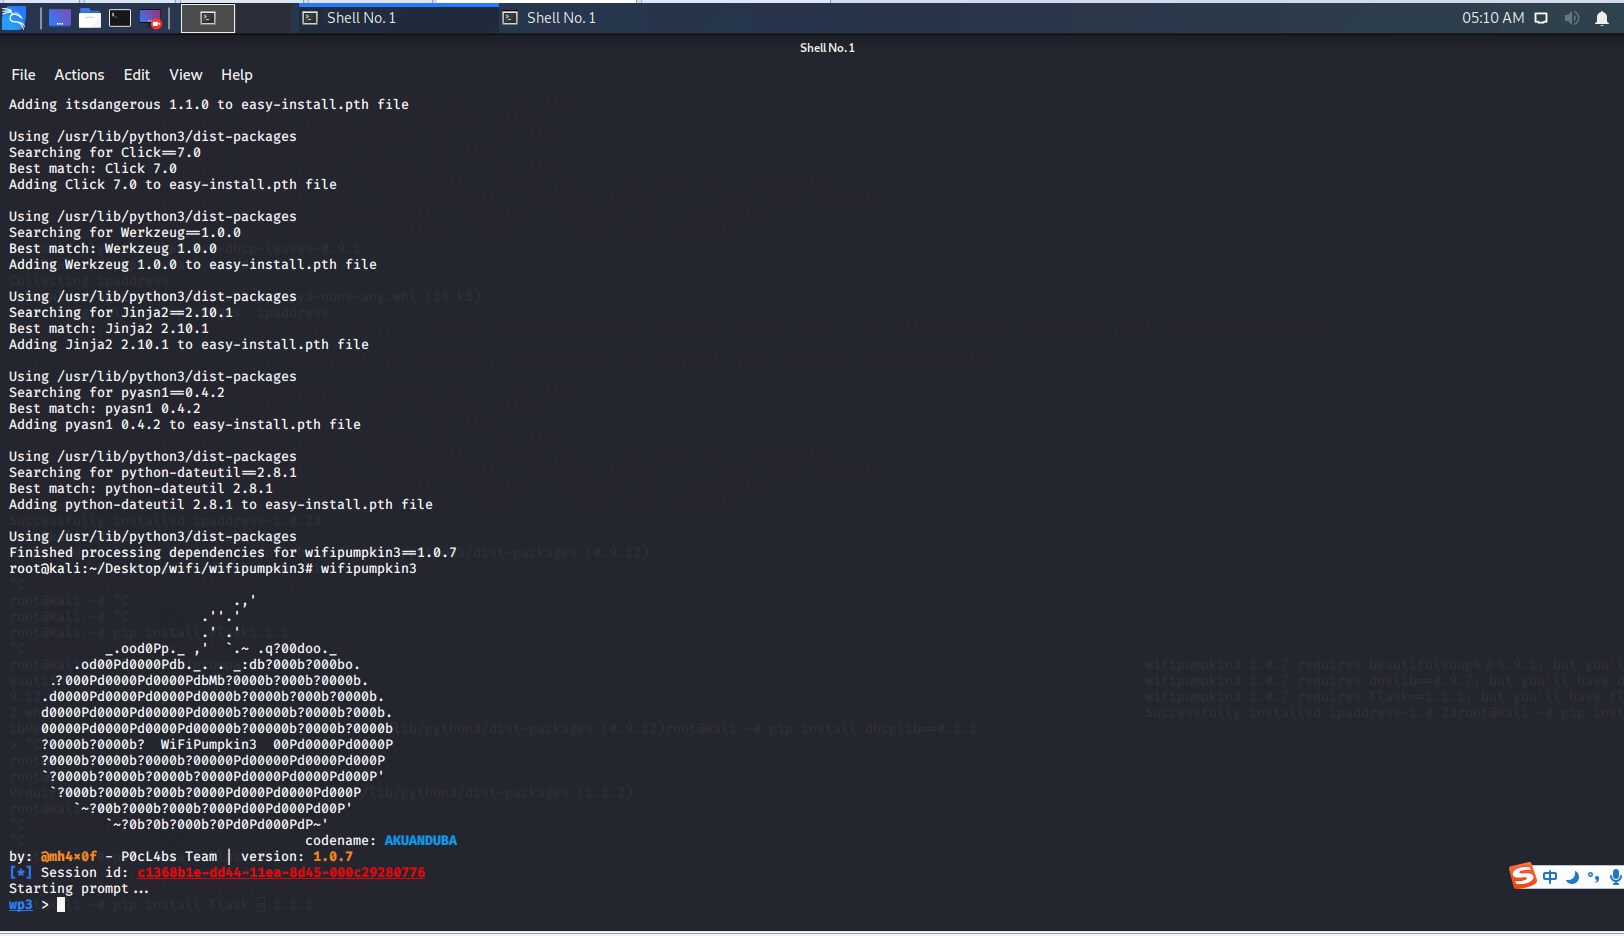 Shell No. 1
Shell No. 1
05:10 AM
Shell No. 1
File Actions Edit View Help
Adding itsdangerous 1.1.0 to easy-install.pth file
Using /usr/lib/python3/dist-packages
Searching for Click==7.0
Best match: Click 7.0
Adding Click 7.0 to easy-install.pth file
Using /usr/lib/python3/dist-packages
Searching for Werkzeug==1.0.0
Best match: Werkzeug 1.0.0
Adding Werkzeug 1.0.0 to easy-install.pth file
Using /usr/lib/python3/dist-packages
Searching for Jinja2==2.10.1
Best match: Jinja2 2.10.1
Adding Jinja2 2.10.1 to easy-install.pth file
Using /usr/lib/python3/dist-packages
Searching for pyasn1==0.4.2
Best match: pyasn1 0.4.2
Adding pyasn1 0.4.2 to easy-install.pth file
Using /usr/lib/python3/dist-packages
Searching for python-dateutil==2.8.1
Best match: python-dateutil 2.8.1
Adding python-dateutil 2.8.1 to easy-install.pth file
Using /usr/lib/python3/dist-packages
Finished processing dependencies for wifipumpkin3==1.0.7
root@kali:~/Desktop/wifi/wifipumpkin3# wifipumpkin3
.,'
.''.'
.' .'
_.ood0Pp._ ,' `.~ .q?00doo._
.od00Pd0000Pdb._. . _:db?000b?000bo.
.?000Pd0000Pd0000PdbMb?0000b?000b?0000b.
.d0000Pd0000Pd0000Pd0000b?0000b?000b?0000b.
d0000Pd0000Pd00000Pd0000b?00000b?0000b?000b.
00000Pd0000Pd0000Pd00000b?00000b?0000b?0000b
?0000b?0000b? WiFiPumpkin3 00Pd0000Pd0000P
?0000b?0000b?0000b?00000Pd00000Pd0000Pd000P
`?0000b?0000b?0000b?0000Pd0000Pd0000Pd000P'
`?000b?0000b?000b?0000Pd000Pd0000Pd000P
`~?00b?000b?000b?000Pd00Pd000Pd00P'
`~?0b?0b?000b?0Pd0Pd000PdP~'
codename: AKUANDUBA
by: @mh4x0f - P0cL4bs Team | version: 1.0.7
[*] Session id: c1368b1e-dd44-11ea-8d45-000c29280776
Starting prompt...
wp3 >
中